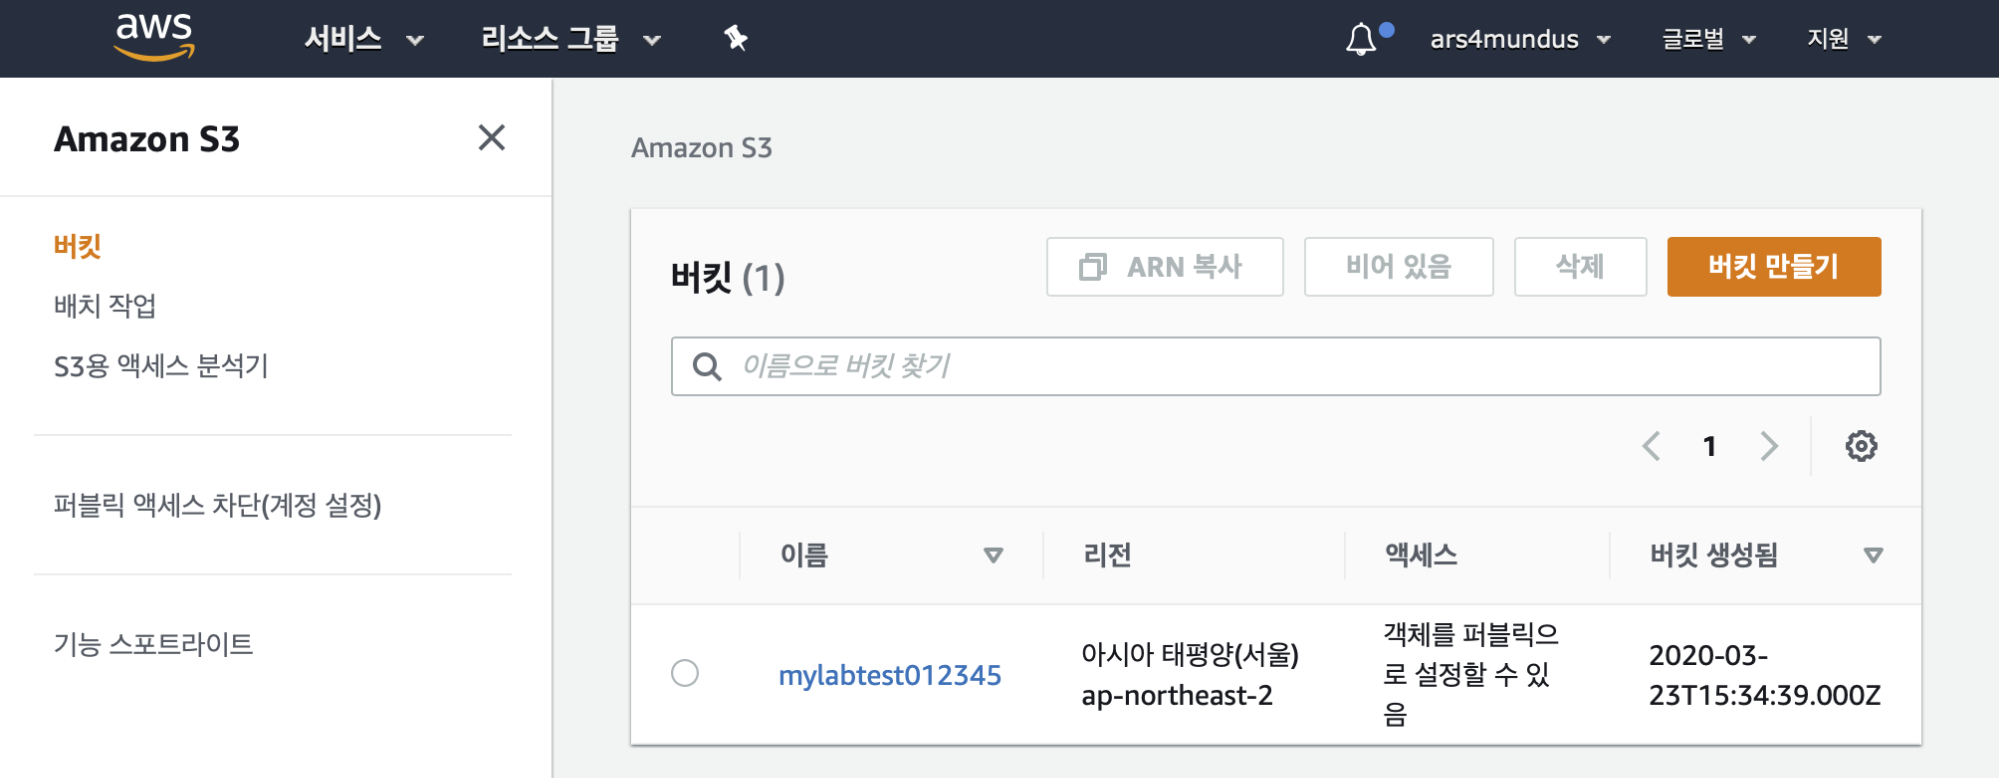 aws 서비스 리소스 그룹 ars4mundus 글로벌 지원
Amazon S3
버킷
배치 작업
S3용 액세스 분석기
퍼블릭 액세스 차단(계정 설정)
기능 스포트라이트
Amazon S3
버킷 (1)
ARN 복사 비어 있음 삭제 버킷 만들기
이름으로 버킷 찾기
1
이름 리전 액세스 버킷 생성됨
mylabtest012345
아시아 태평양(서울)
ap-northeast-2
객체를 퍼블릭으
로 설정할 수 있
음
2020-03-
23T15:34:39.000Z